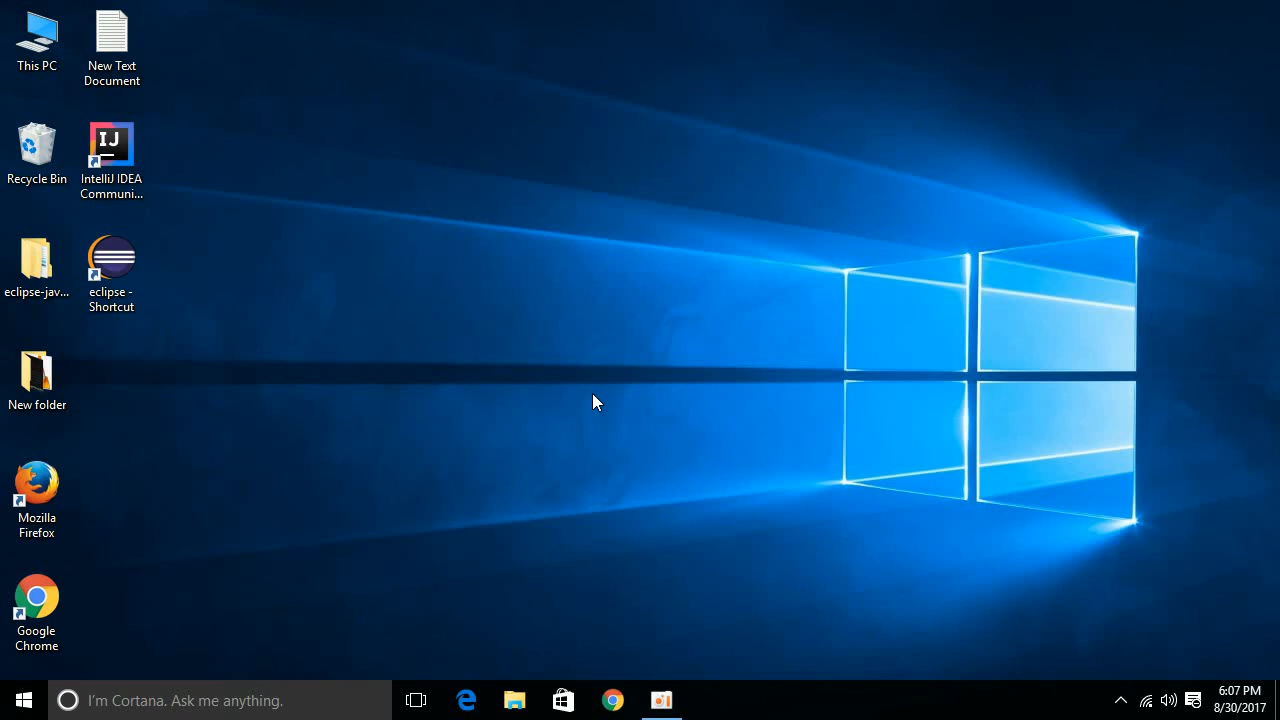 This PC
New Text
Document
Recycle Bin
IJ
IntelliJ IDEA
Communi...
eclipse-jav...
eclipse -
Shortcut
New folder
Mozilla
Firefox
Google
Chrome
I'm Cortana. Ask me anything.
6:07 PM
8/30/2017